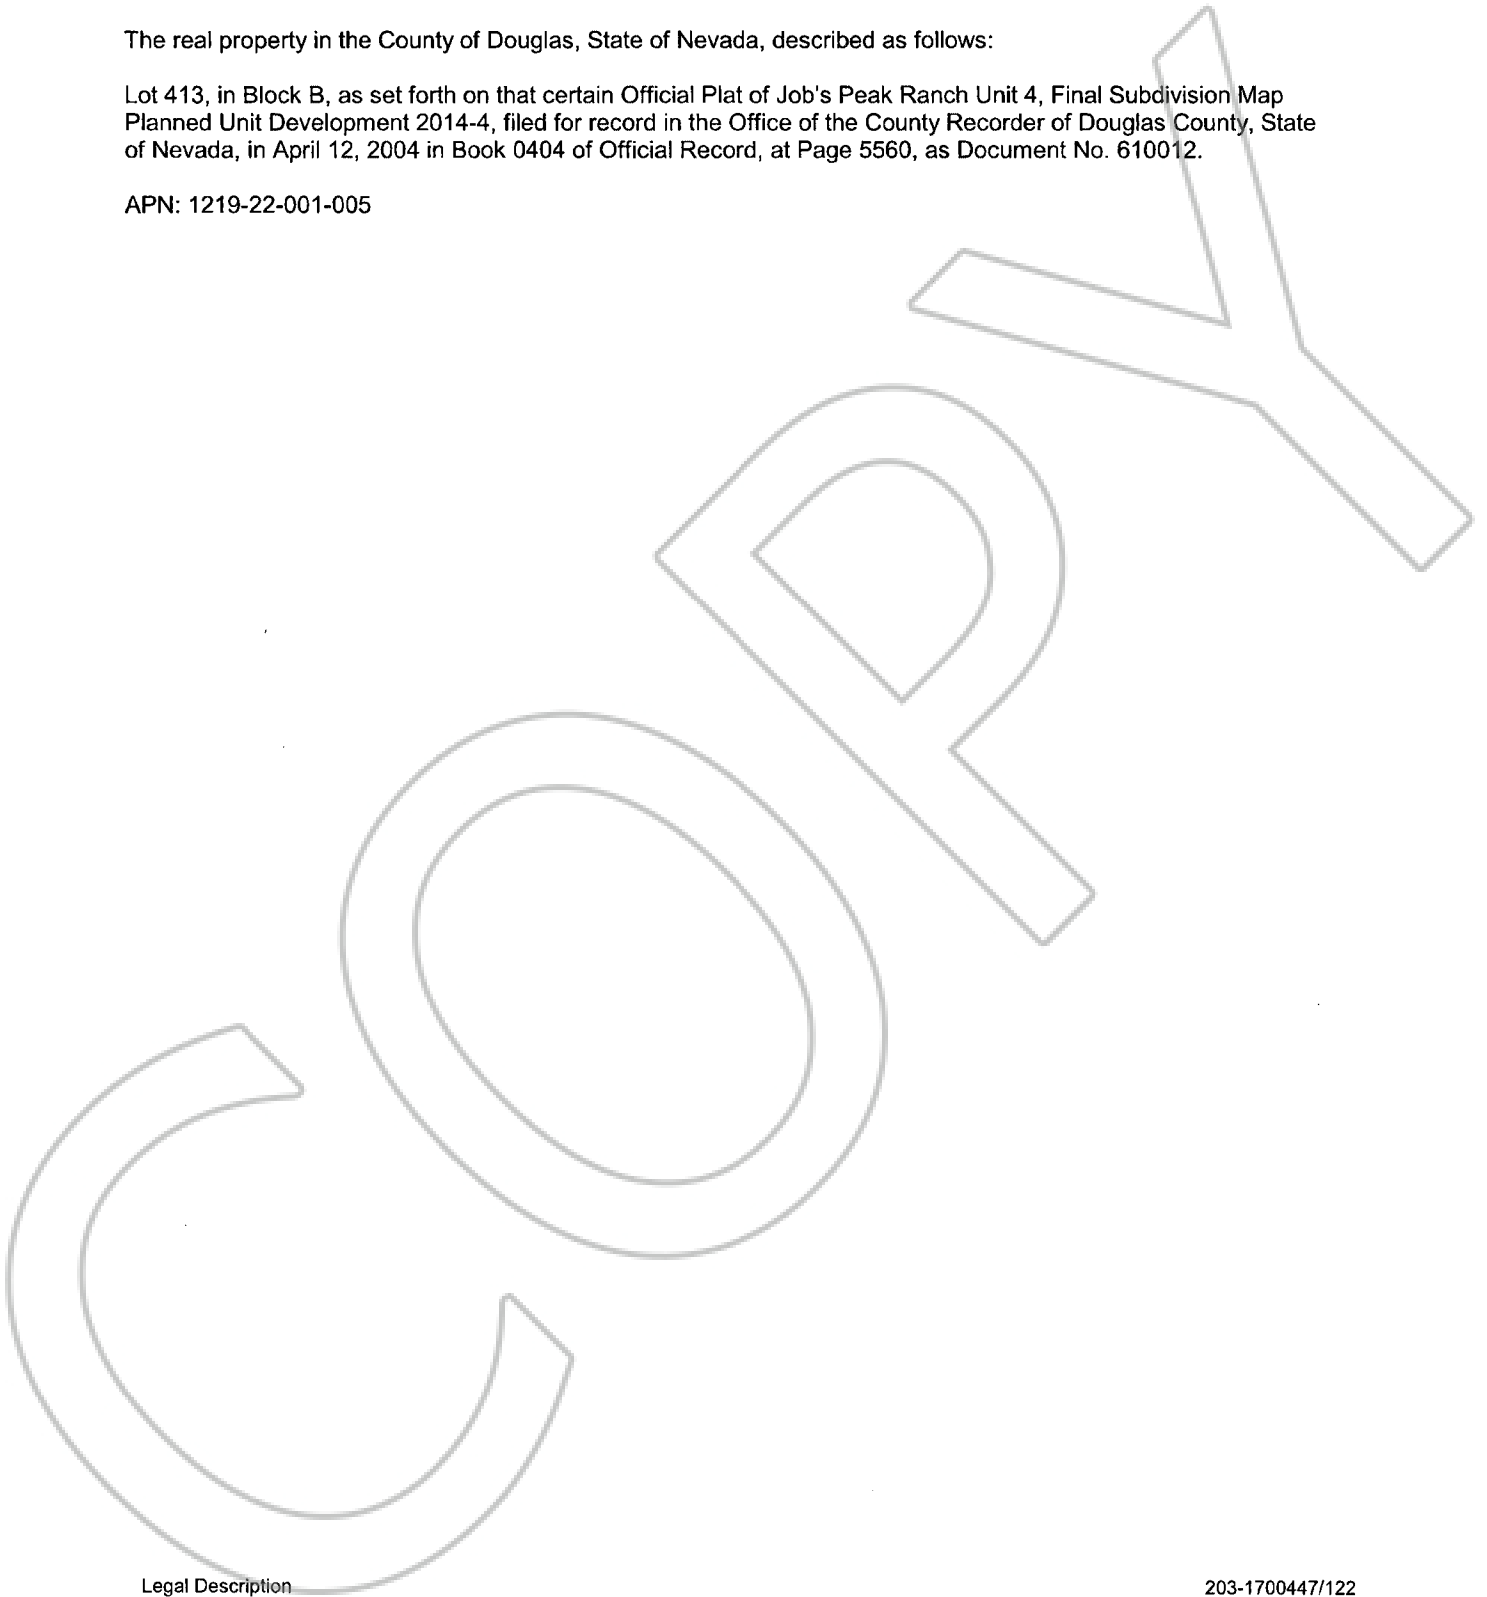 The real property in the County of Douglas, State of Nevada, described as follows:
Lot 413, in Block B, as set forth on that certain Official Plat of Job's Peak Ranch Unit 4, Final Subdivision Map
Planned Unit Development 2014-4, filed for record in the Office of the County Recorder of Douglas County, State
of Nevada, in April 12, 2004 in Book 0404 of Official Record, at Page 5560, as Document No. 610012.
APN: 1219-22-001-005
COPY
Legal Description
203-1700447/122